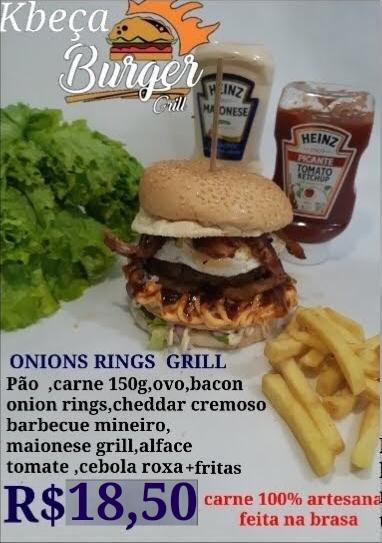 Kbeça
Burger
Grill
HEINZ
MAYONESE
HEINZ
PICANTE
TOMATO
KETCHUP
ONIONS RINGS GRILL
Pão ,carne 150g,ovo,bacon
onion rings,cheddar cremoso
barbecue mineiro,
maionese grill,alface
tomate ,cebola roxa+fritas
R$18,50
carne 100% artesana
feita na brasa